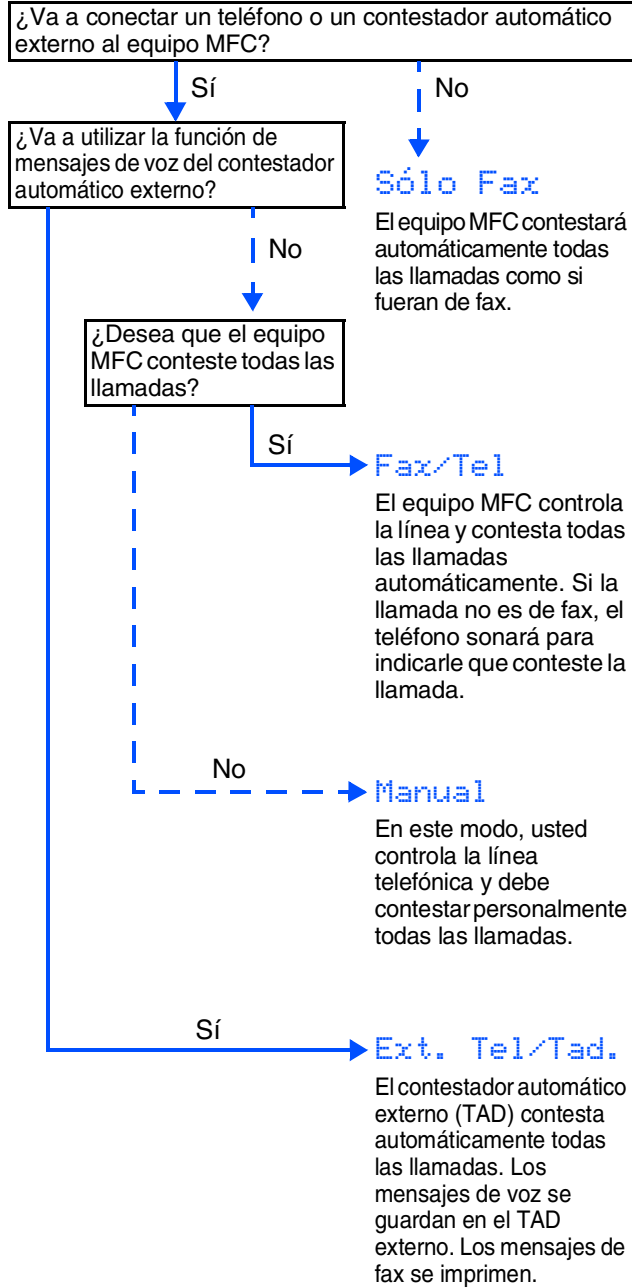 ¿Va a conectar un teléfono o un contestador automático
externo al equipo MFC?
Sí
No
¿Va a utilizar la función de
mensajes de voz del contestador
automático externo?
Sólo Fax
El equipo MFC contestará
automáticamente todas
las llamadas como si
fueran de fax.
No
¿Desea que el equipo
MFC conteste todas las
llamadas?
Sí
Fax/Tel
El equipo MFC controla
la línea y contesta todas
las llamadas
automáticamente. Si la
llamada no es de fax, el
teléfono sonará para
indicarle que conteste la
llamada.
No
Manual
En este modo, usted
controla la línea
telefónica y debe
contestar personalmente
todas las llamadas.
Sí
Ext. Tel/Tad.
El contestador automático
externo (TAD) contesta
automáticamente todas
las llamadas. Los
mensajes de voz se
guardan en el TAD
externo. Los mensajes de
fax se imprimen.